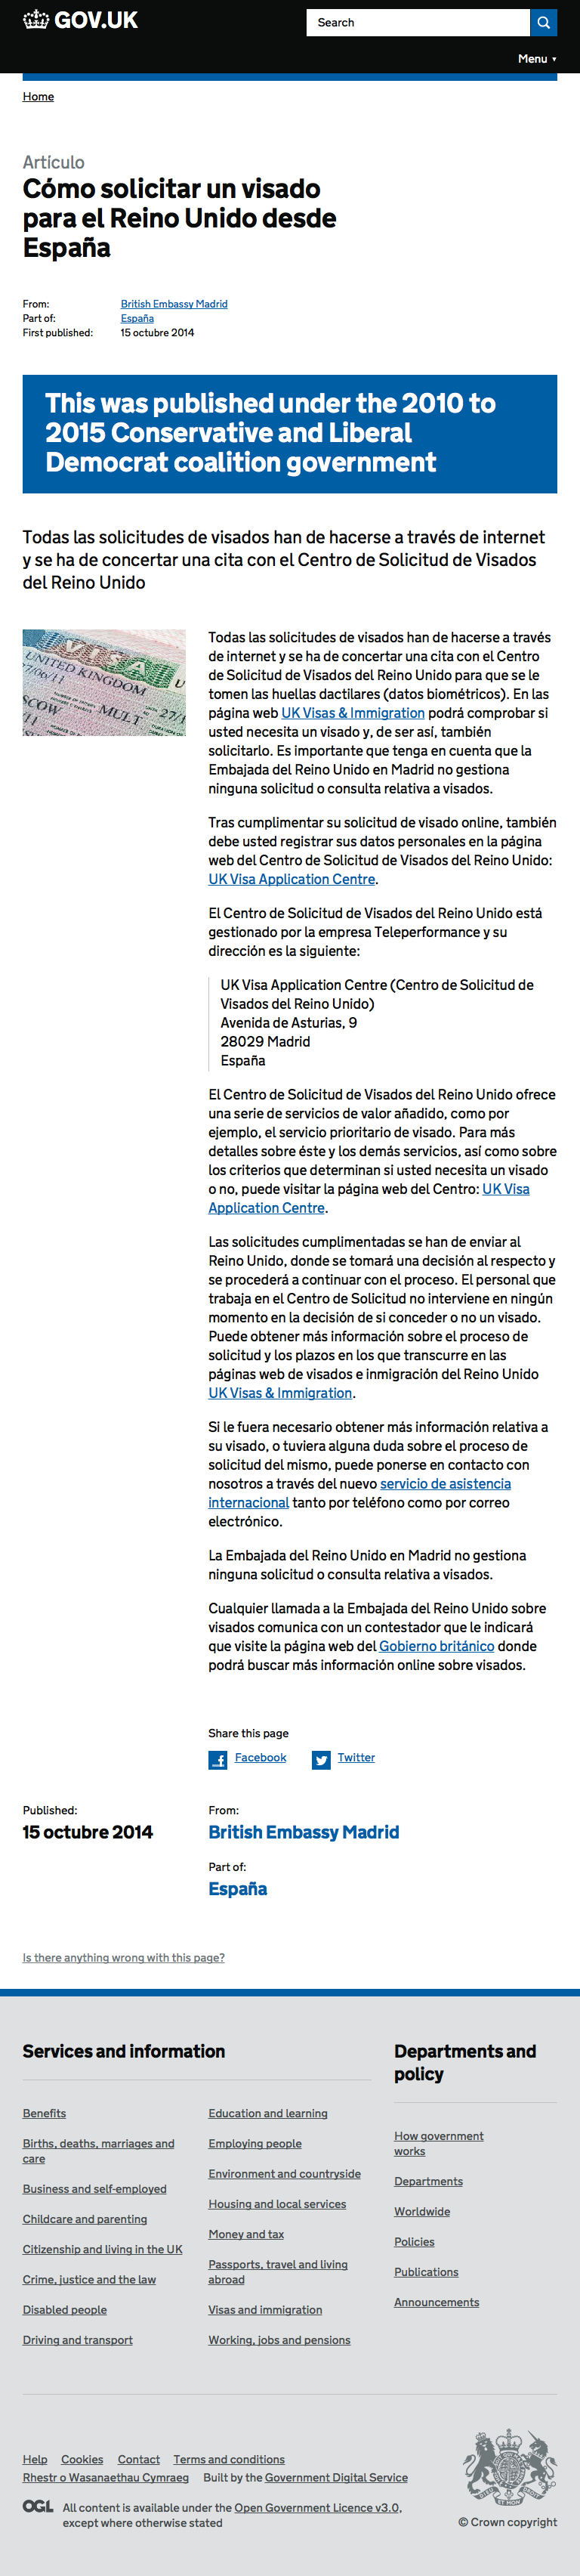 GOV.UK
Search
Menu ▼
Home
Artículo
Cómo solicitar un visado
para el Reino Unido desde
España
From: British Embassy Madrid
Part of: España
First published: 15 octubre 2014
This was published under the 2010 to
2015 Conservative and Liberal
Democrat coalition government
Todas las solicitudes de visados han de hacerse a través de internet
y se ha de concertar una cita con el Centro de Solicitud de Visados
del Reino Unido
VISA
UNITED KINGDOM
27/06/11
MULT
Todas las solicitudes de visados han de hacerse a través
de internet y se ha de concertar una cita con el Centro
de Solicitud de Visados del Reino Unido para que se le
tomen las huellas dactilares (datos biométricos). En las
página web UK Visas & Immigration podrá comprobar si
usted necesita un visado y, de ser así, también
solicitarlo. Es importante que tenga en cuenta que la
Embajada del Reino Unido en Madrid no gestiona
ninguna solicitud o consulta relativa a visados.
Tras cumplimentar su solicitud de visado online, también
debe usted registrar sus datos personales en la página
web del Centro de Solicitud de Visados del Reino Unido:
UK Visa Application Centre.
El Centro de Solicitud de Visados del Reino Unido está
gestionado por la empresa Teleperformance y su
dirección es la siguiente:
UK Visa Application Centre (Centro de Solicitud de
Visados del Reino Unido)
Avenida de Asturias, 9
28029 Madrid
España
El Centro de Solicitud de Visados del Reino Unido ofrece
una serie de servicios de valor añadido, como por
ejemplo, el servicio prioritario de visado. Para más
detalles sobre éste y los demás servicios, así como sobre
los criterios que determinan si usted necesita un visado
o no, puede visitar la página web del Centro: UK Visa
Application Centre.
Las solicitudes cumplimentadas se han de enviar al
Reino Unido, donde se tomará una decisión al respecto y
se procederá a continuar con el proceso. El personal que
trabaja en el Centro de Solicitud no interviene en ningún
momento en la decisión de si conceder o no un visado.
Puede obtener más información sobre el proceso de
solicitud y los plazos en los que transcurre en las
páginas web de visados e inmigración del Reino Unido
UK Visas & Immigration.
Si le fuera necesario obtener más información relativa a
su visado, o tuviera alguna duda sobre el proceso de
solicitud del mismo, puede ponerse en contacto con
nosotros a través del nuevo servicio de asistencia
internacional tanto por teléfono como por correo
electrónico.
La Embajada del Reino Unido en Madrid no gestiona
ninguna solicitud o consulta relativa a visados.
Cualquier llamada a la Embajada del Reino Unido sobre
visados comunica con un contestador que le indicará
que visite la página web del Gobierno británico donde
podrá buscar más información online sobre visados.
Share this page
Facebook Twitter
Published:
15 octubre 2014
From:
British Embassy Madrid
Part of:
España
Is there anything wrong with this page?
Services and information
Benefits
Births, deaths, marriages and
care
Business and self-employed
Childcare and parenting
Citizenship and living in the UK
Crime, justice and the law
Disabled people
Driving and transport
Education and learning
Employing people
Environment and countryside
Housing and local services
Money and tax
Passports, travel and living
abroad
Visas and immigration
Working, jobs and pensions
Departments and
policy
How government
works
Departments
Worldwide
Policies
Publications
Announcements
Help Cookies Contact Terms and conditions
Rhestr o Wasanaethau Cymraeg Built by the Government Digital Service
OGL All content is available under the Open Government Licence v3.0,
except where otherwise stated
© Crown copyright